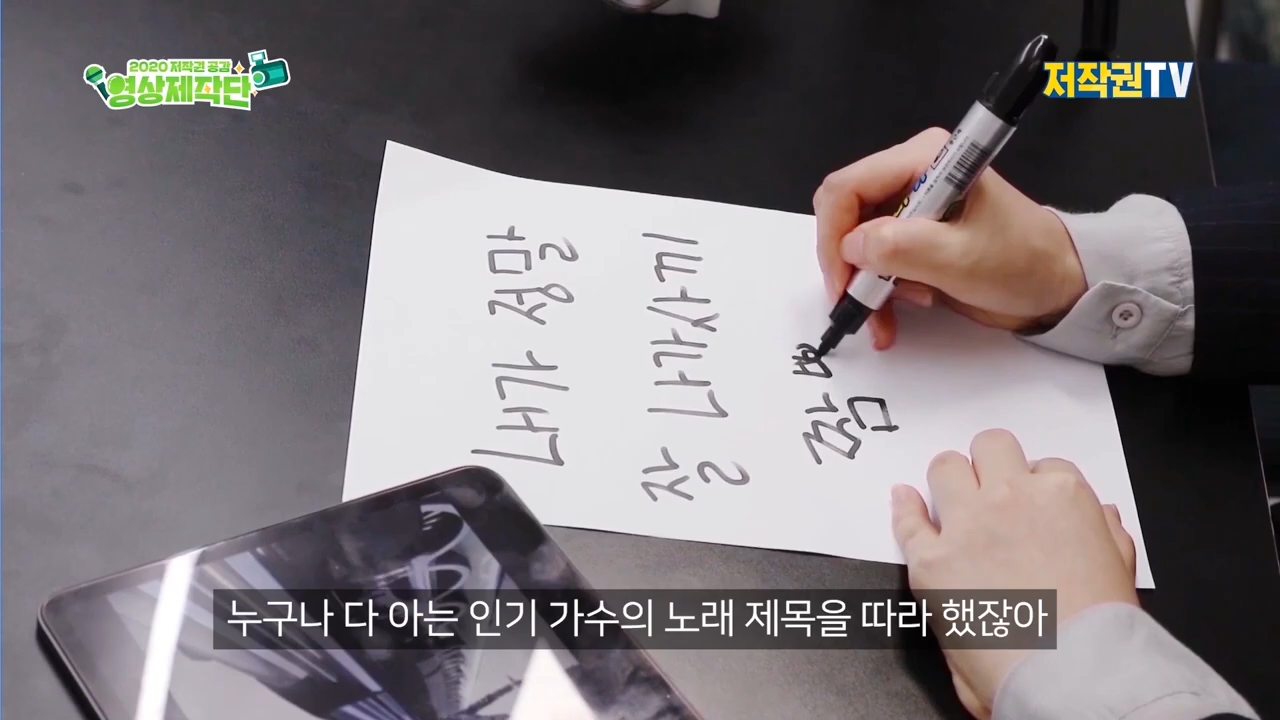 2020 저작권 공감
영상제작단
저작권TV
내가 정말
잘 나가사끼
짬
누구나 다 아는 인기 가수의 노래 제목을 따라 했잖아